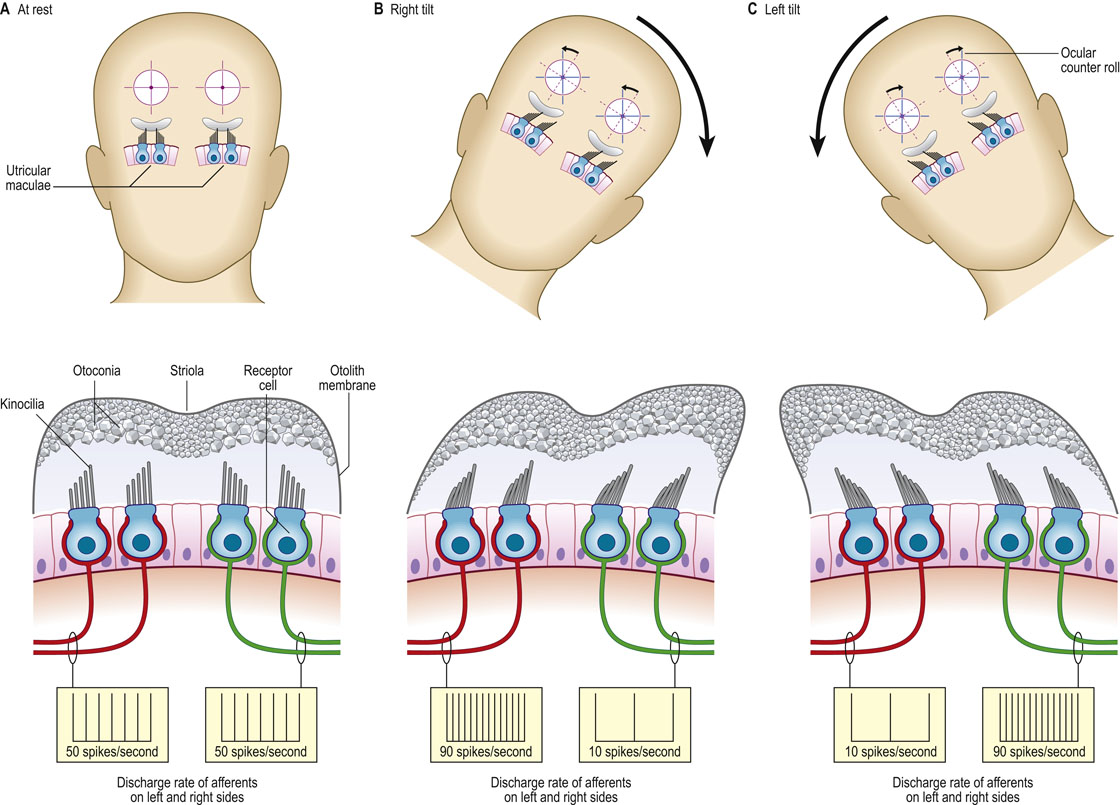 A At rest
B Right tilt
C Left tilt
Ocular
counter roll
Utricular
maculae
Otoconia
Striola
Receptor
cell
Otolith
membrane
Kinocilia
50 spikes/second
50 spikes/second
90 spikes/second
10 spikes/second
10 spikes/second
90 spikes/second
Discharge rate of afferents
on left and right sides
Discharge rate of afferents
on left and right sides
Discharge rate of afferents
on left and right sides